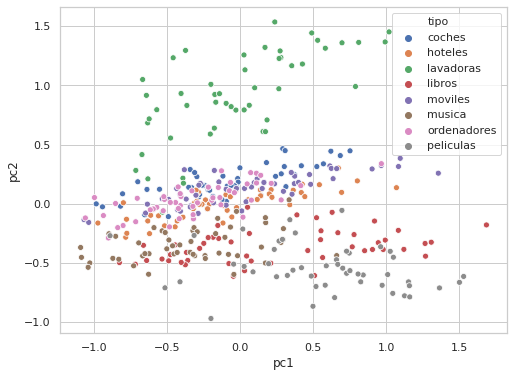 tipo
coches
hoteles
lavadoras
libros
moviles
musica
ordenadores
peliculas
1.5
1.0
0.5
0.0
−0.5
−1.0
pc2
−1.0 −0.5 0.0 0.5 1.0 1.5
pc1